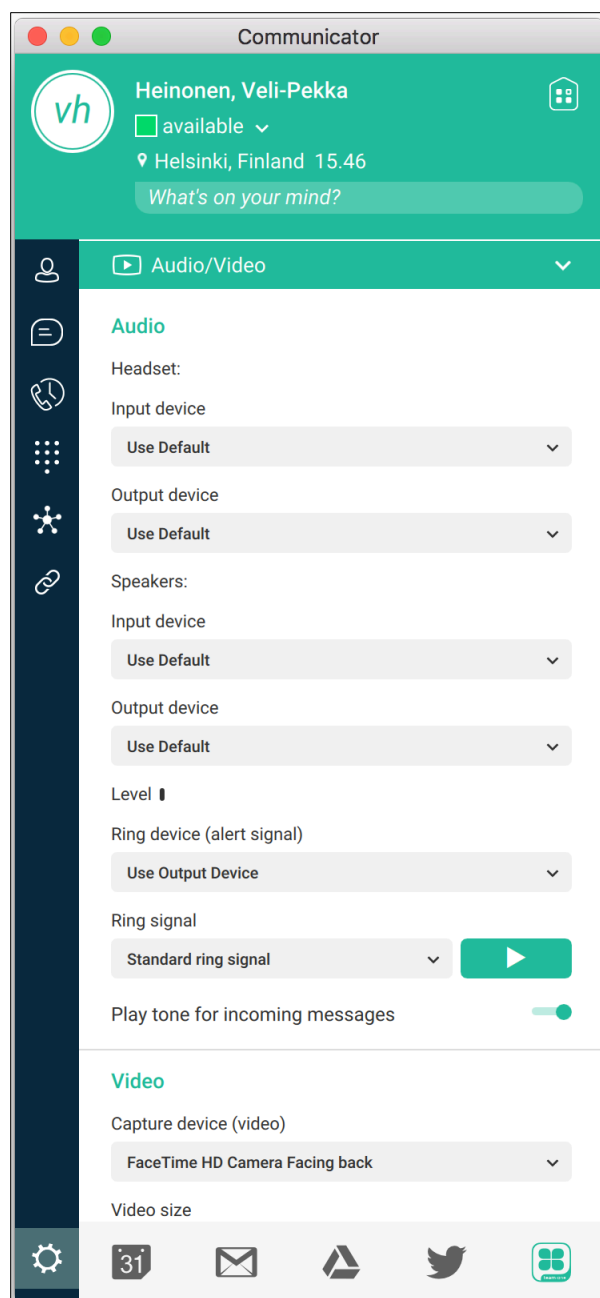 Communicator
vh
Heinonen, Veli-Pekka
available
Helsinki, Finland 15.46
What's on your mind?
Audio/Video
Audio
Headset:
Input device
Use Default
Output device
Use Default
Speakers:
Input device
Use Default
Output device
Use Default
Level
Ring device (alert signal)
Use Output Device
Ring signal
Standard ring signal
Play tone for incoming messages
Video
Capture device (video)
FaceTime HD Camera Facing back
Video size
31